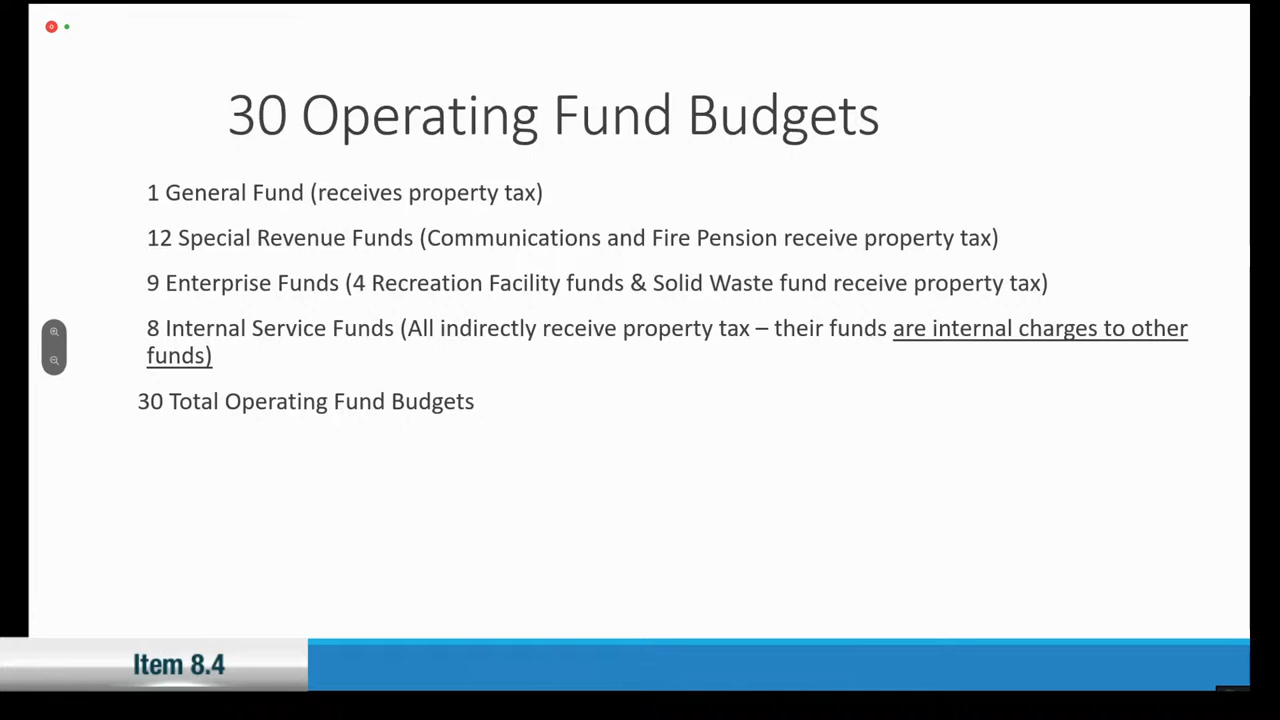 30 Operating Fund Budgets
1 General Fund (receives property tax)
12 Special Revenue Funds (Communications and Fire Pension receive property tax)
9 Enterprise Funds (4 Recreation Facility funds & Solid Waste fund receive property tax)
8 Internal Service Funds (All indirectly receive property tax – their funds are internal charges to other
funds)
30 Total Operating Fund Budgets
Item 8.4